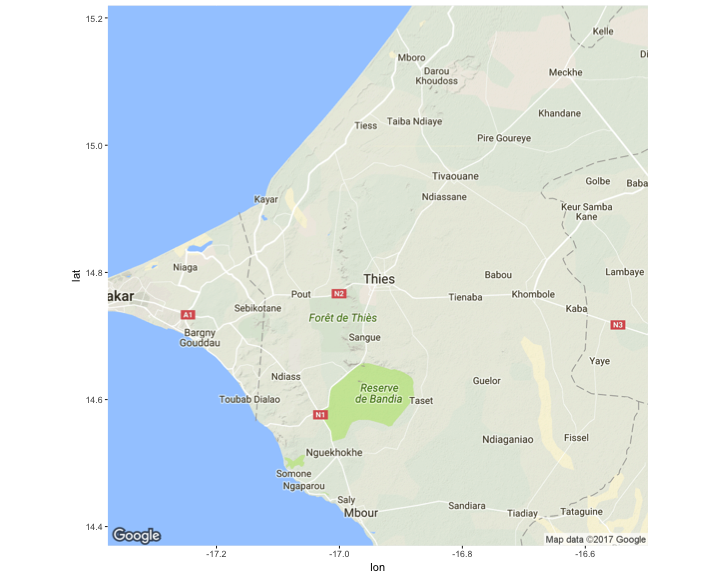 15.2
Kelle
Mboro
Di
Darou
Khoudoss
Meckhe
Khandane
Tiess
Taiba Ndiaye
Pire Goureye
15.0
Tivaouane
Golbe
Baba
Ndiassane
Kayar
Keur Samba
Kane
Niaga
14.8
Thies
Babou
Lambaye
akar
Pout
N2
Tienaba
Khombole
Sebikotane
Kaba
A1
Forêt de Thiès
N3
Bargny
Gouddau
Sangue
Yaye
Ndiass
Guelor
Reserve
de Bandia
Toubab Dialao
Taset
14.6
N1
Ndiaganiao
Fissel
Nguekhokhe
Somone
Ngaparou
Saly
Mbour
Sandiara
Tiadiay
Tataguine
14.4
Google
Map data ©2017 Google
-17.2
-17.0
-16.8
-16.6
lon
lat